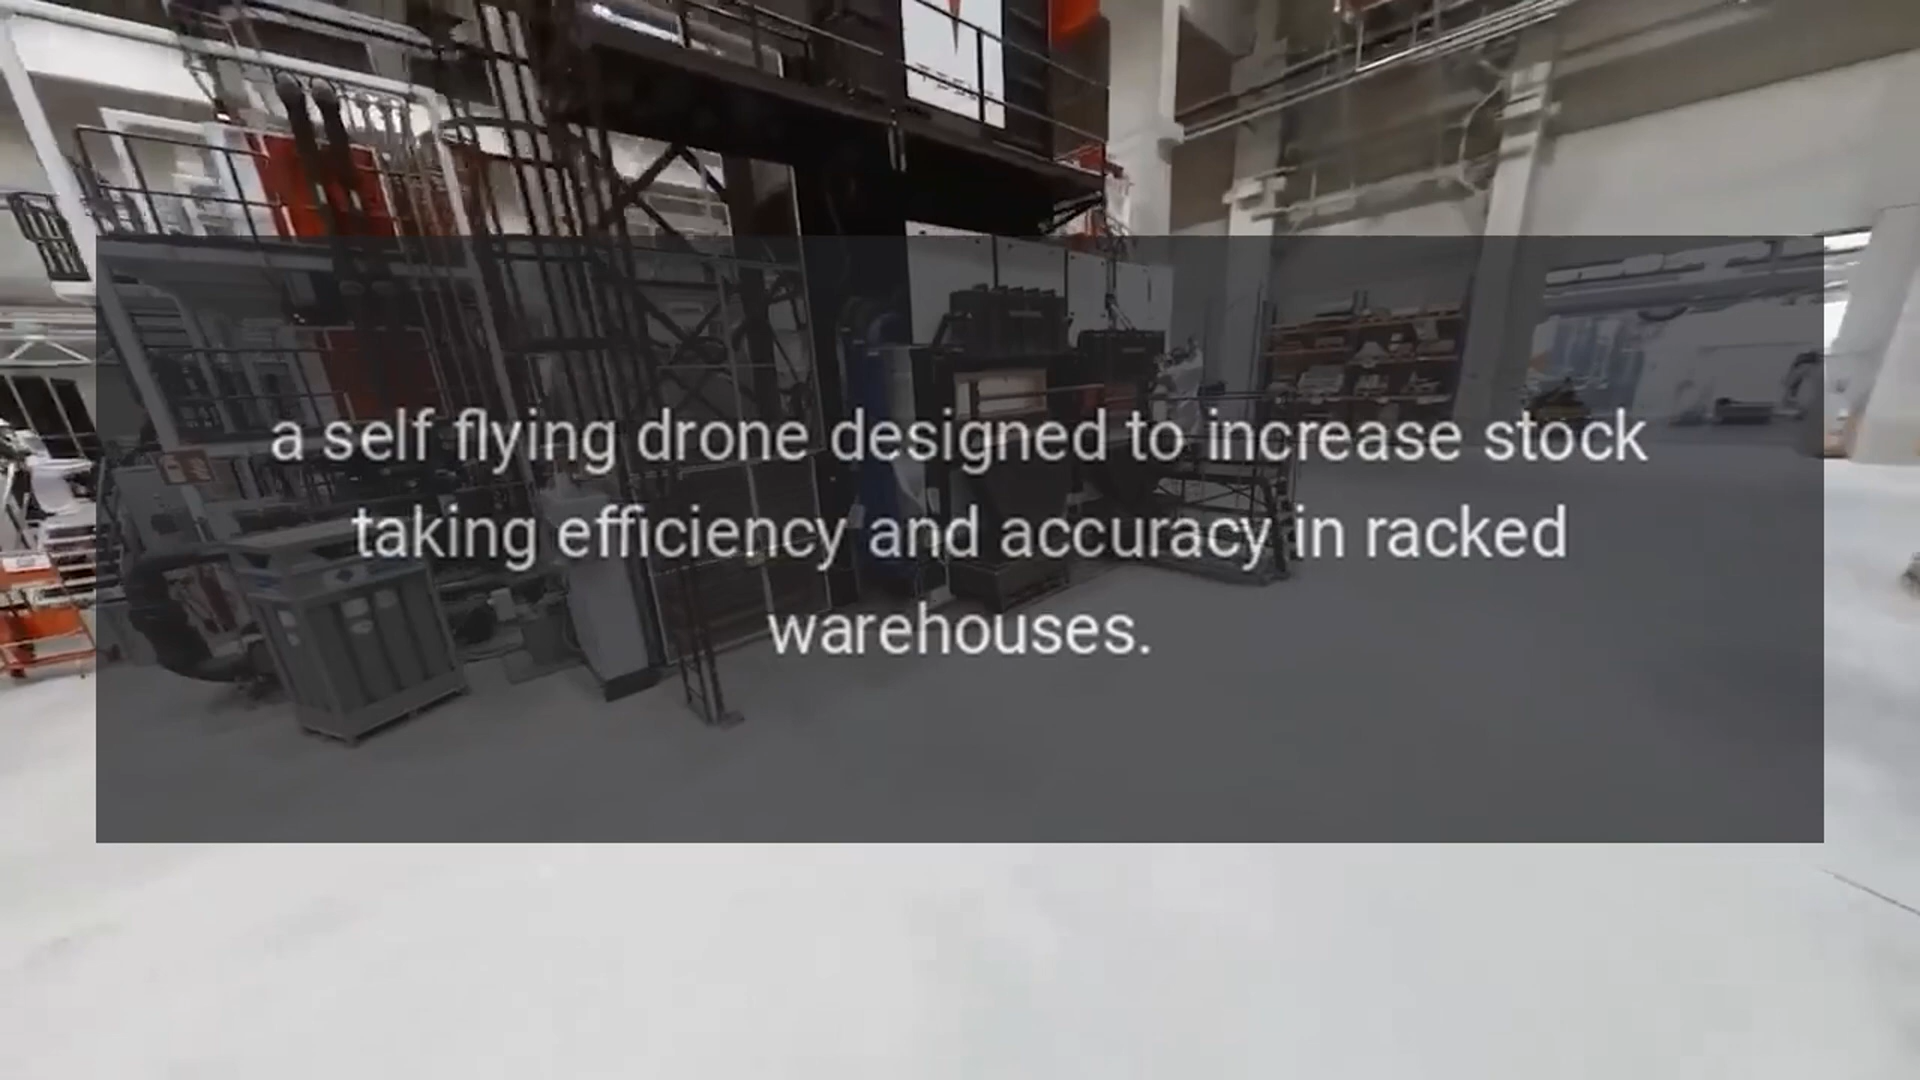 a self flying drone designed to increase stock
taking efficiency and accuracy in racked
warehouses.